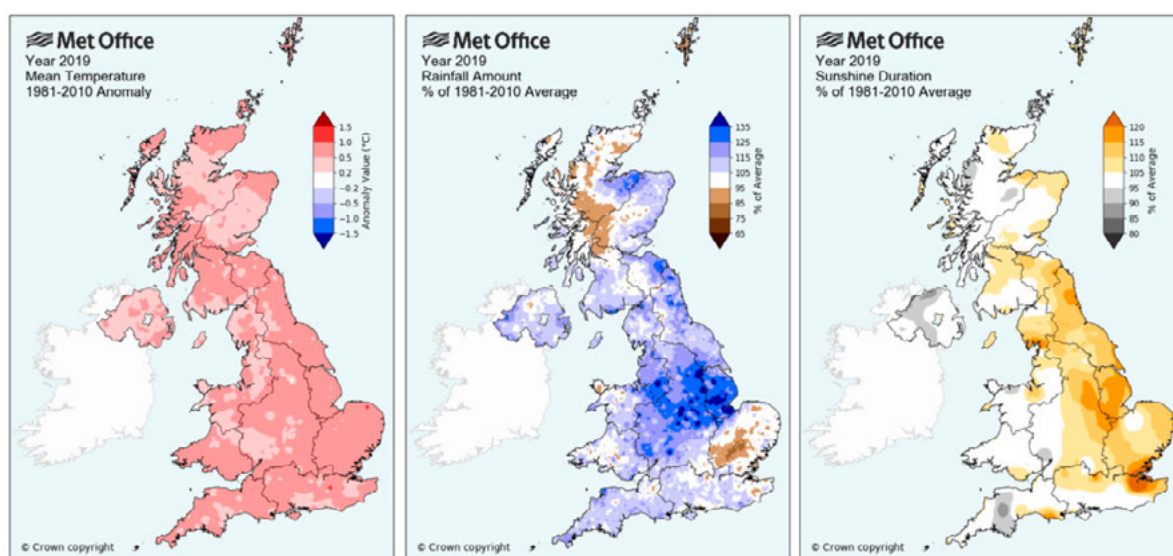 Met Office
Year 2019
Mean Temperature
1981-2010 Anomaly
1.5
1.0
0.5
0.2
−0.2
−0.5
−1.0
−1.5
Anomaly Value (°C)
© Crown copyright
Met Office
Year 2019
Rainfall Amount
% of 1981-2010 Average
135
125
115
105
95
85
75
65
% of Average
© Crown copyright
Met Office
Year 2019
Sunshine Duration
% of 1981-2010 Average
120
115
110
105
95
90
85
80
% of Average
© Crown copyright